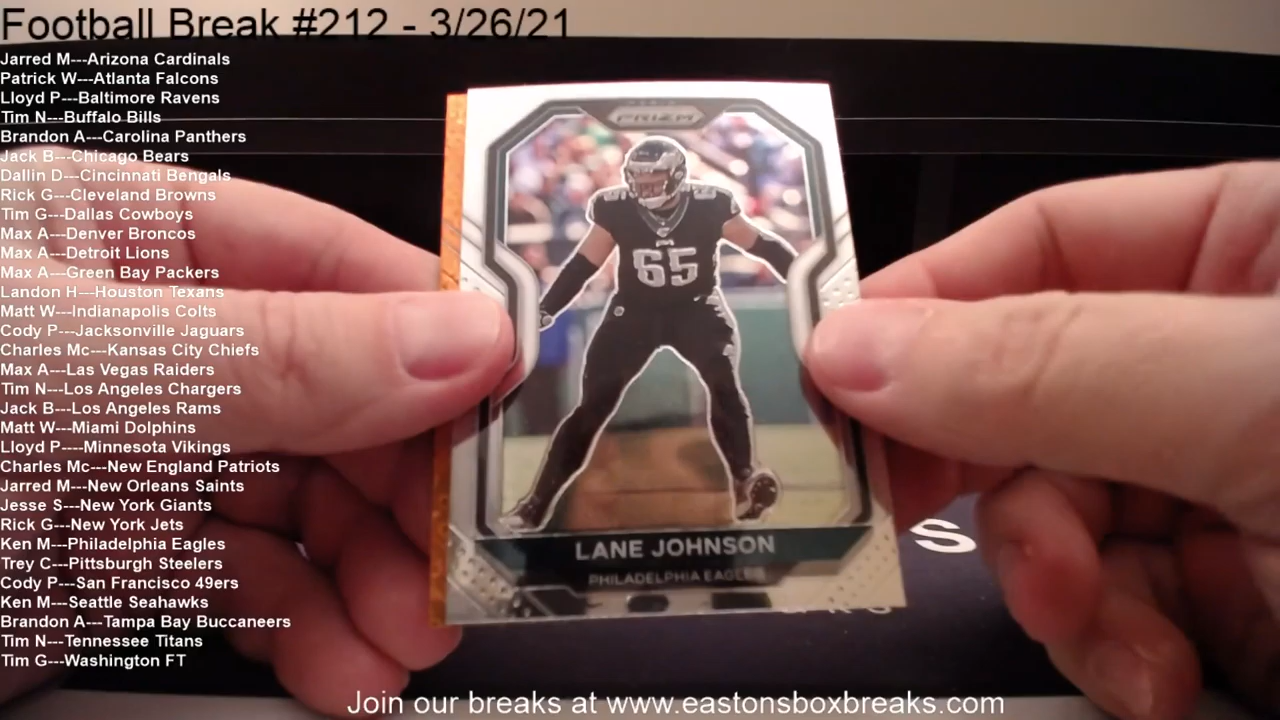 Football Break #212 - 3/26/21
Jarred M---Arizona Cardinals
Patrick W---Atlanta Falcons
Lloyd P---Baltimore Ravens
Tim N---Buffalo Bills
Brandon A---Carolina Panthers
Jack B---Chicago Bears
Dallin D---Cincinnati Bengals
Rick G---Cleveland Browns
Tim G---Dallas Cowboys
Max A---Denver Broncos
Max A---Detroit Lions
Max A---Green Bay Packers
Landon H---Houston Texans
Matt W---Indianapolis Colts
Cody P---Jacksonville Jaguars
Charles Mc---Kansas City Chiefs
Max A---Las Vegas Raiders
Tim N---Los Angeles Chargers
Jack B---Los Angeles Rams
Matt W---Miami Dolphins
Lloyd P----Minnesota Vikings
Charles Mc---New England Patriots
Jarred M---New Orleans Saints
Jesse S---New York Giants
Rick G---New York Jets
Ken M---Philadelphia Eagles
Trey C---Pittsburgh Steelers
Cody P---San Francisco 49ers
Ken M---Seattle Seahawks
Brandon A---Tampa Bay Buccaneers
Tim N---Tennessee Titans
Tim G---Washington FT
PRIZM
65
LANE JOHNSON
PHILADELPHIA EAGLES
S
Join our breaks at www.eastonsboxbreaks.com